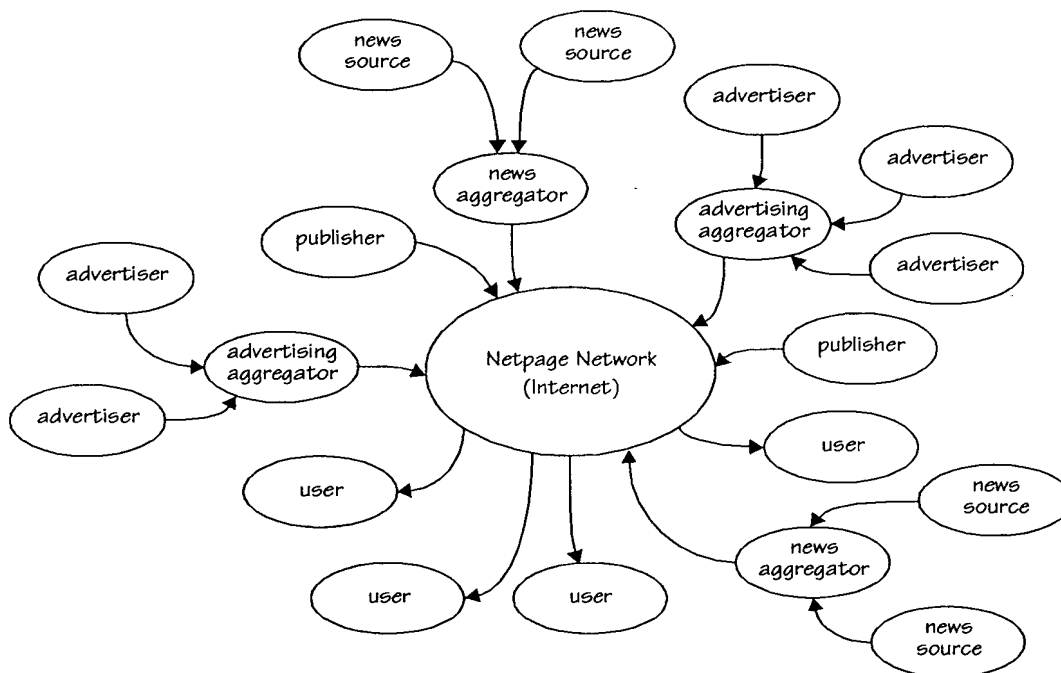 news
source
news
source
advertiser
advertiser
news
aggregator
advertising
aggregator
publisher
advertiser
advertiser
publisher
advertising
aggregator
Netpage Network
(Internet)
advertiser
user
user
news
source
news
aggregator
user
user
news
source